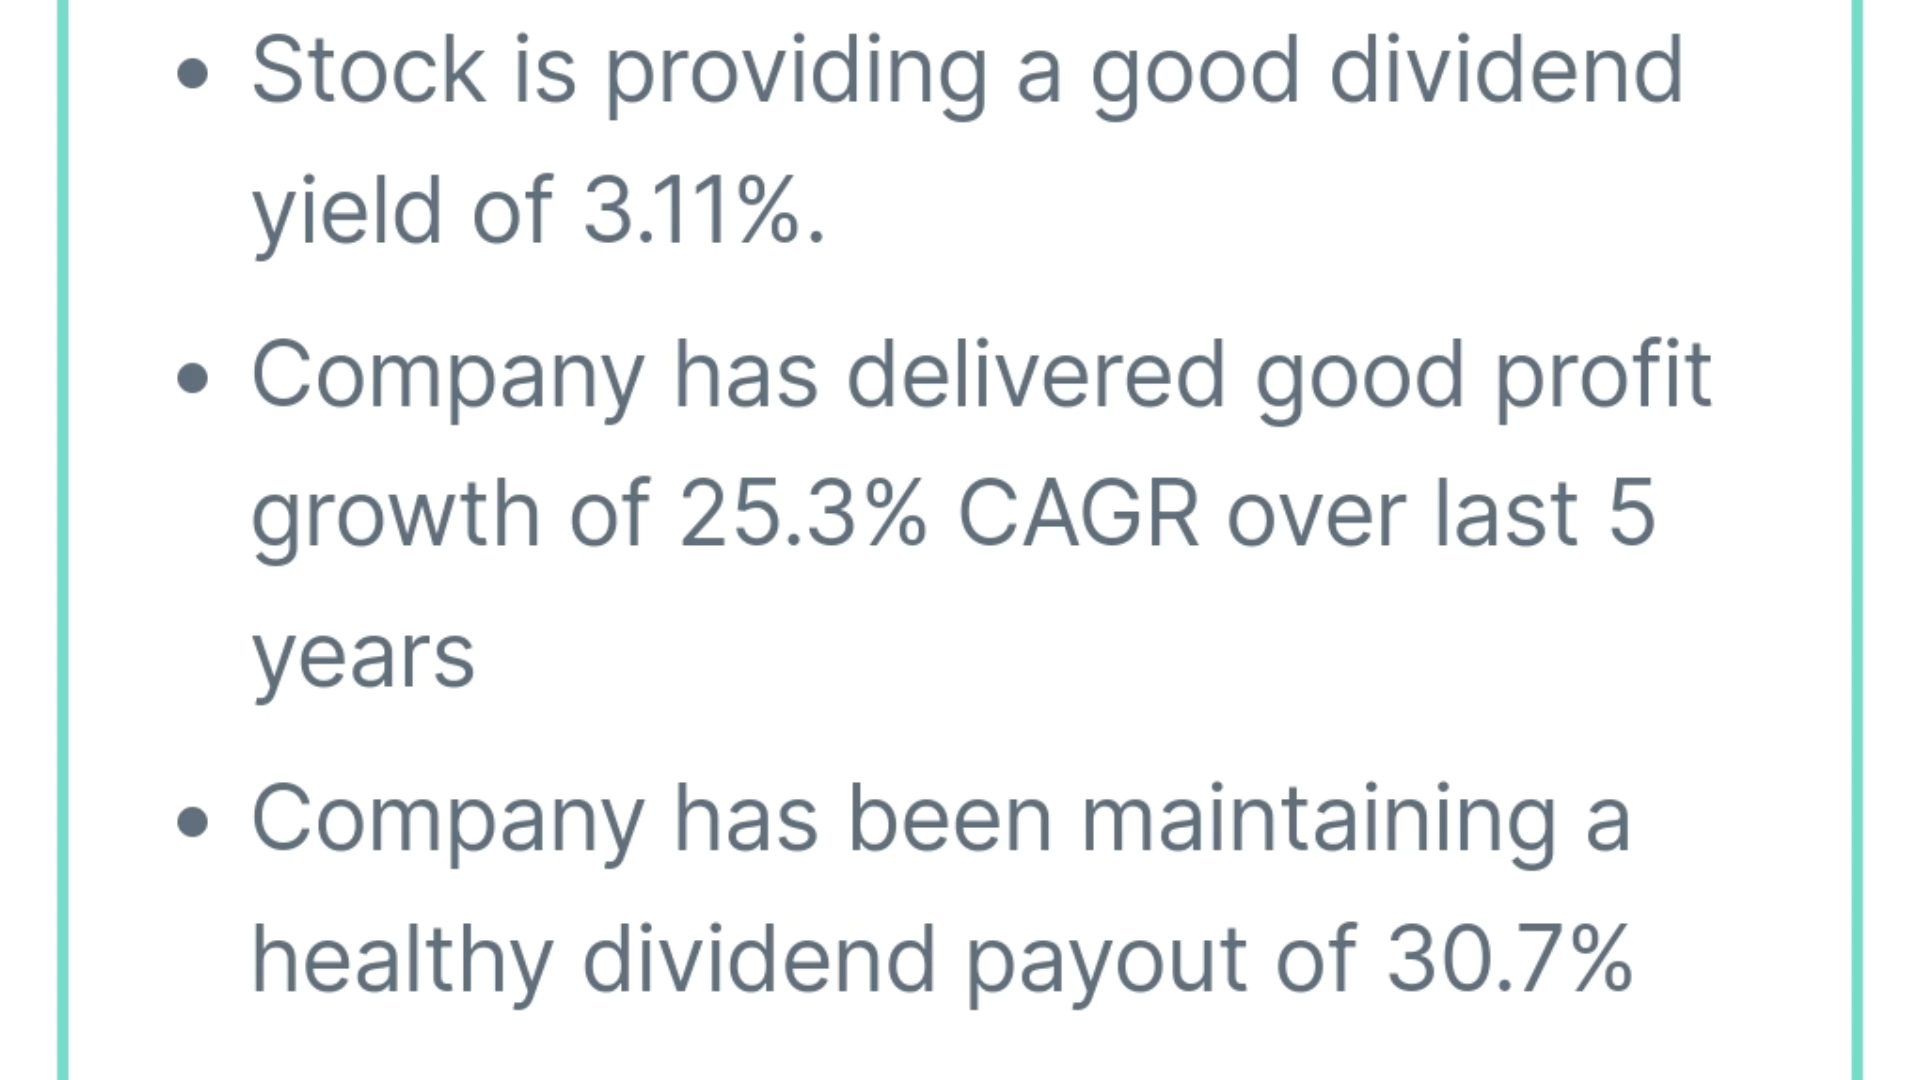 • Stock is providing a good dividend
yield of 3.11%.
• Company has delivered good profit
growth of 25.3% CAGR over last 5
years
• Company has been maintaining a
healthy dividend payout of 30.7%